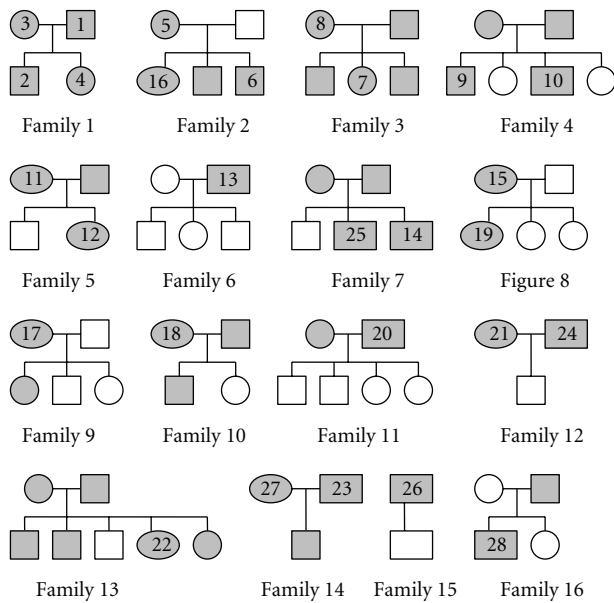 3 1 5 8
2 4 16 6 7 9 10
Family 1 Family 2 Family 3 Family 4
11 13 15
12 25 14 19
Family 5 Family 6 Family 7 Figure 8
17 18 20 21 24
Family 9 Family 10 Family 11 Family 12
27 23 26
22 28
Family 13 Family 14 Family 15 Family 16